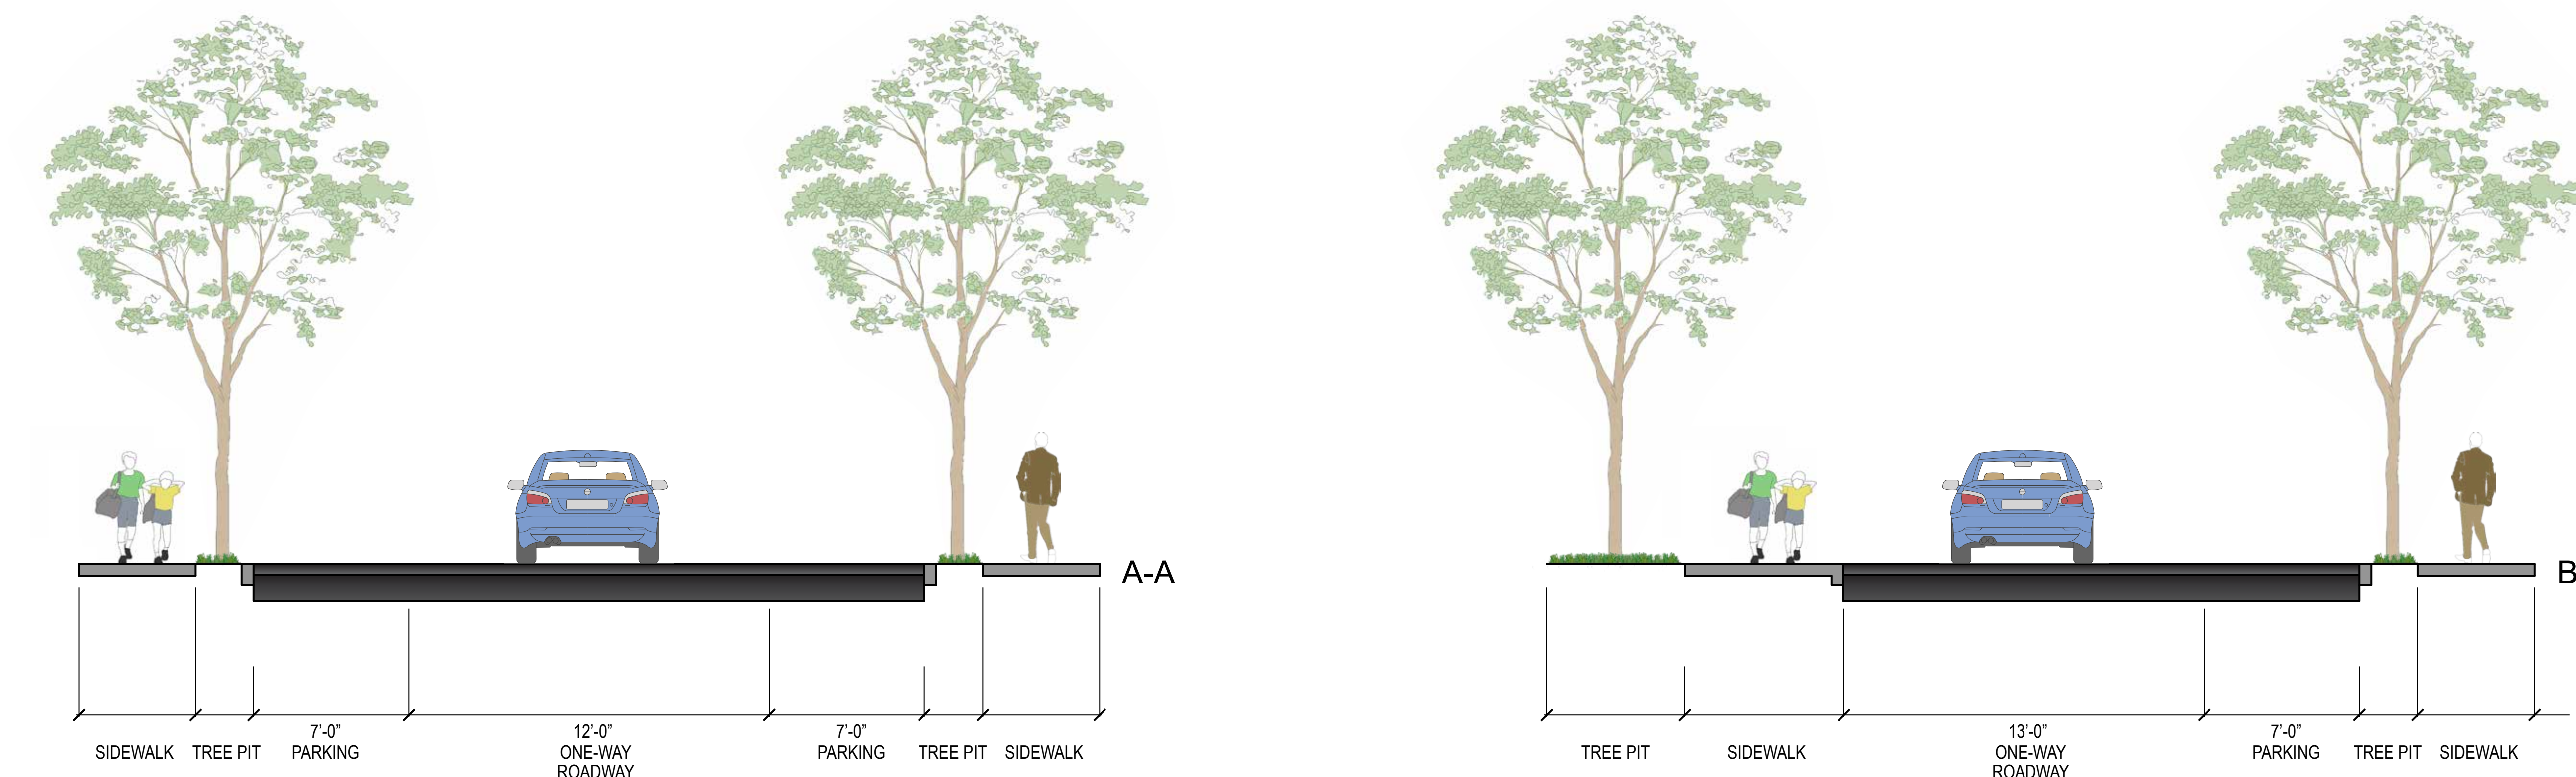 A-A
B
7'-0”
12'-0”
7'-0”
SIDEWALK TREE PIT PARKING ONE-WAY PARKING TREE PIT SIDEWALK
ROADWAY
13'-0”
7'-0”
TREE PIT SIDEWALK ONE-WAY PARKING TREE PIT SIDEWALK
ROADWAY